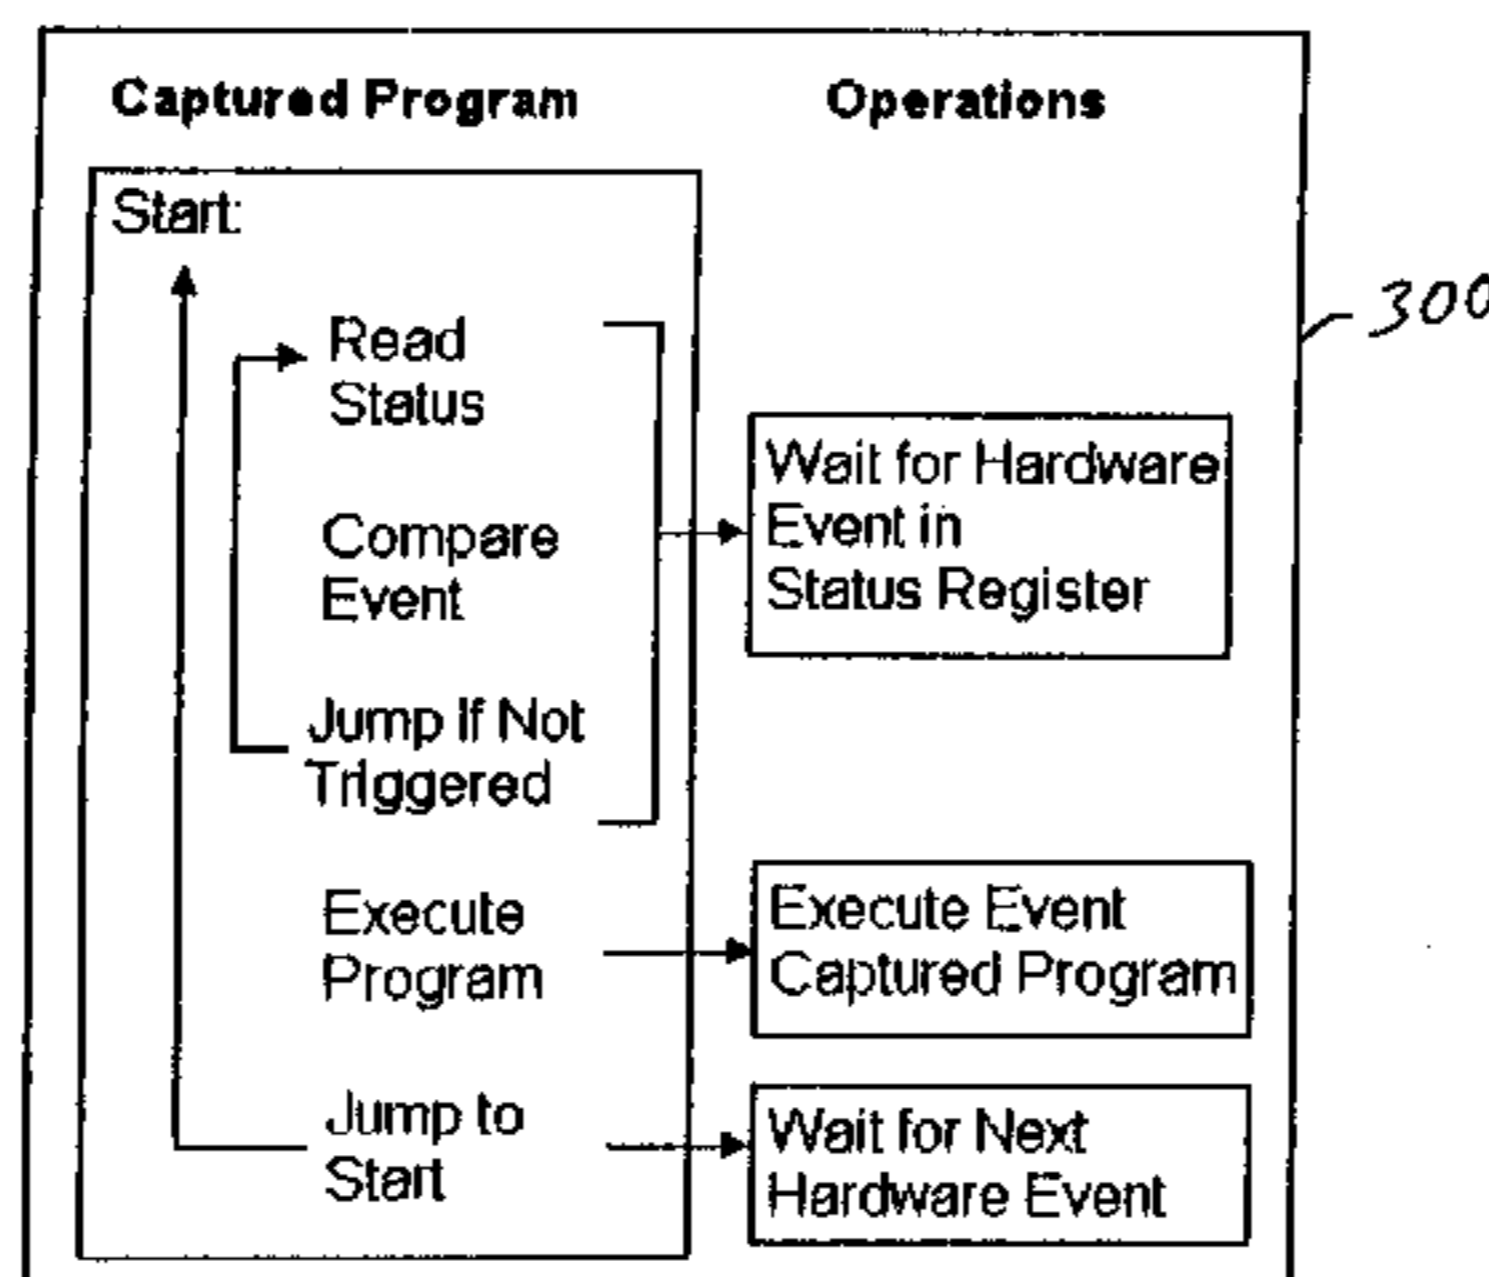 Captured Program
Operations
Start:
Read
Status
Compare
Event
Jump If Not
Triggered
Wait for Hardware
Event in
Status Register
Execute
Program
Execute Event
Captured Program
Jump to
Start
Wait for Next
Hardware Event
300